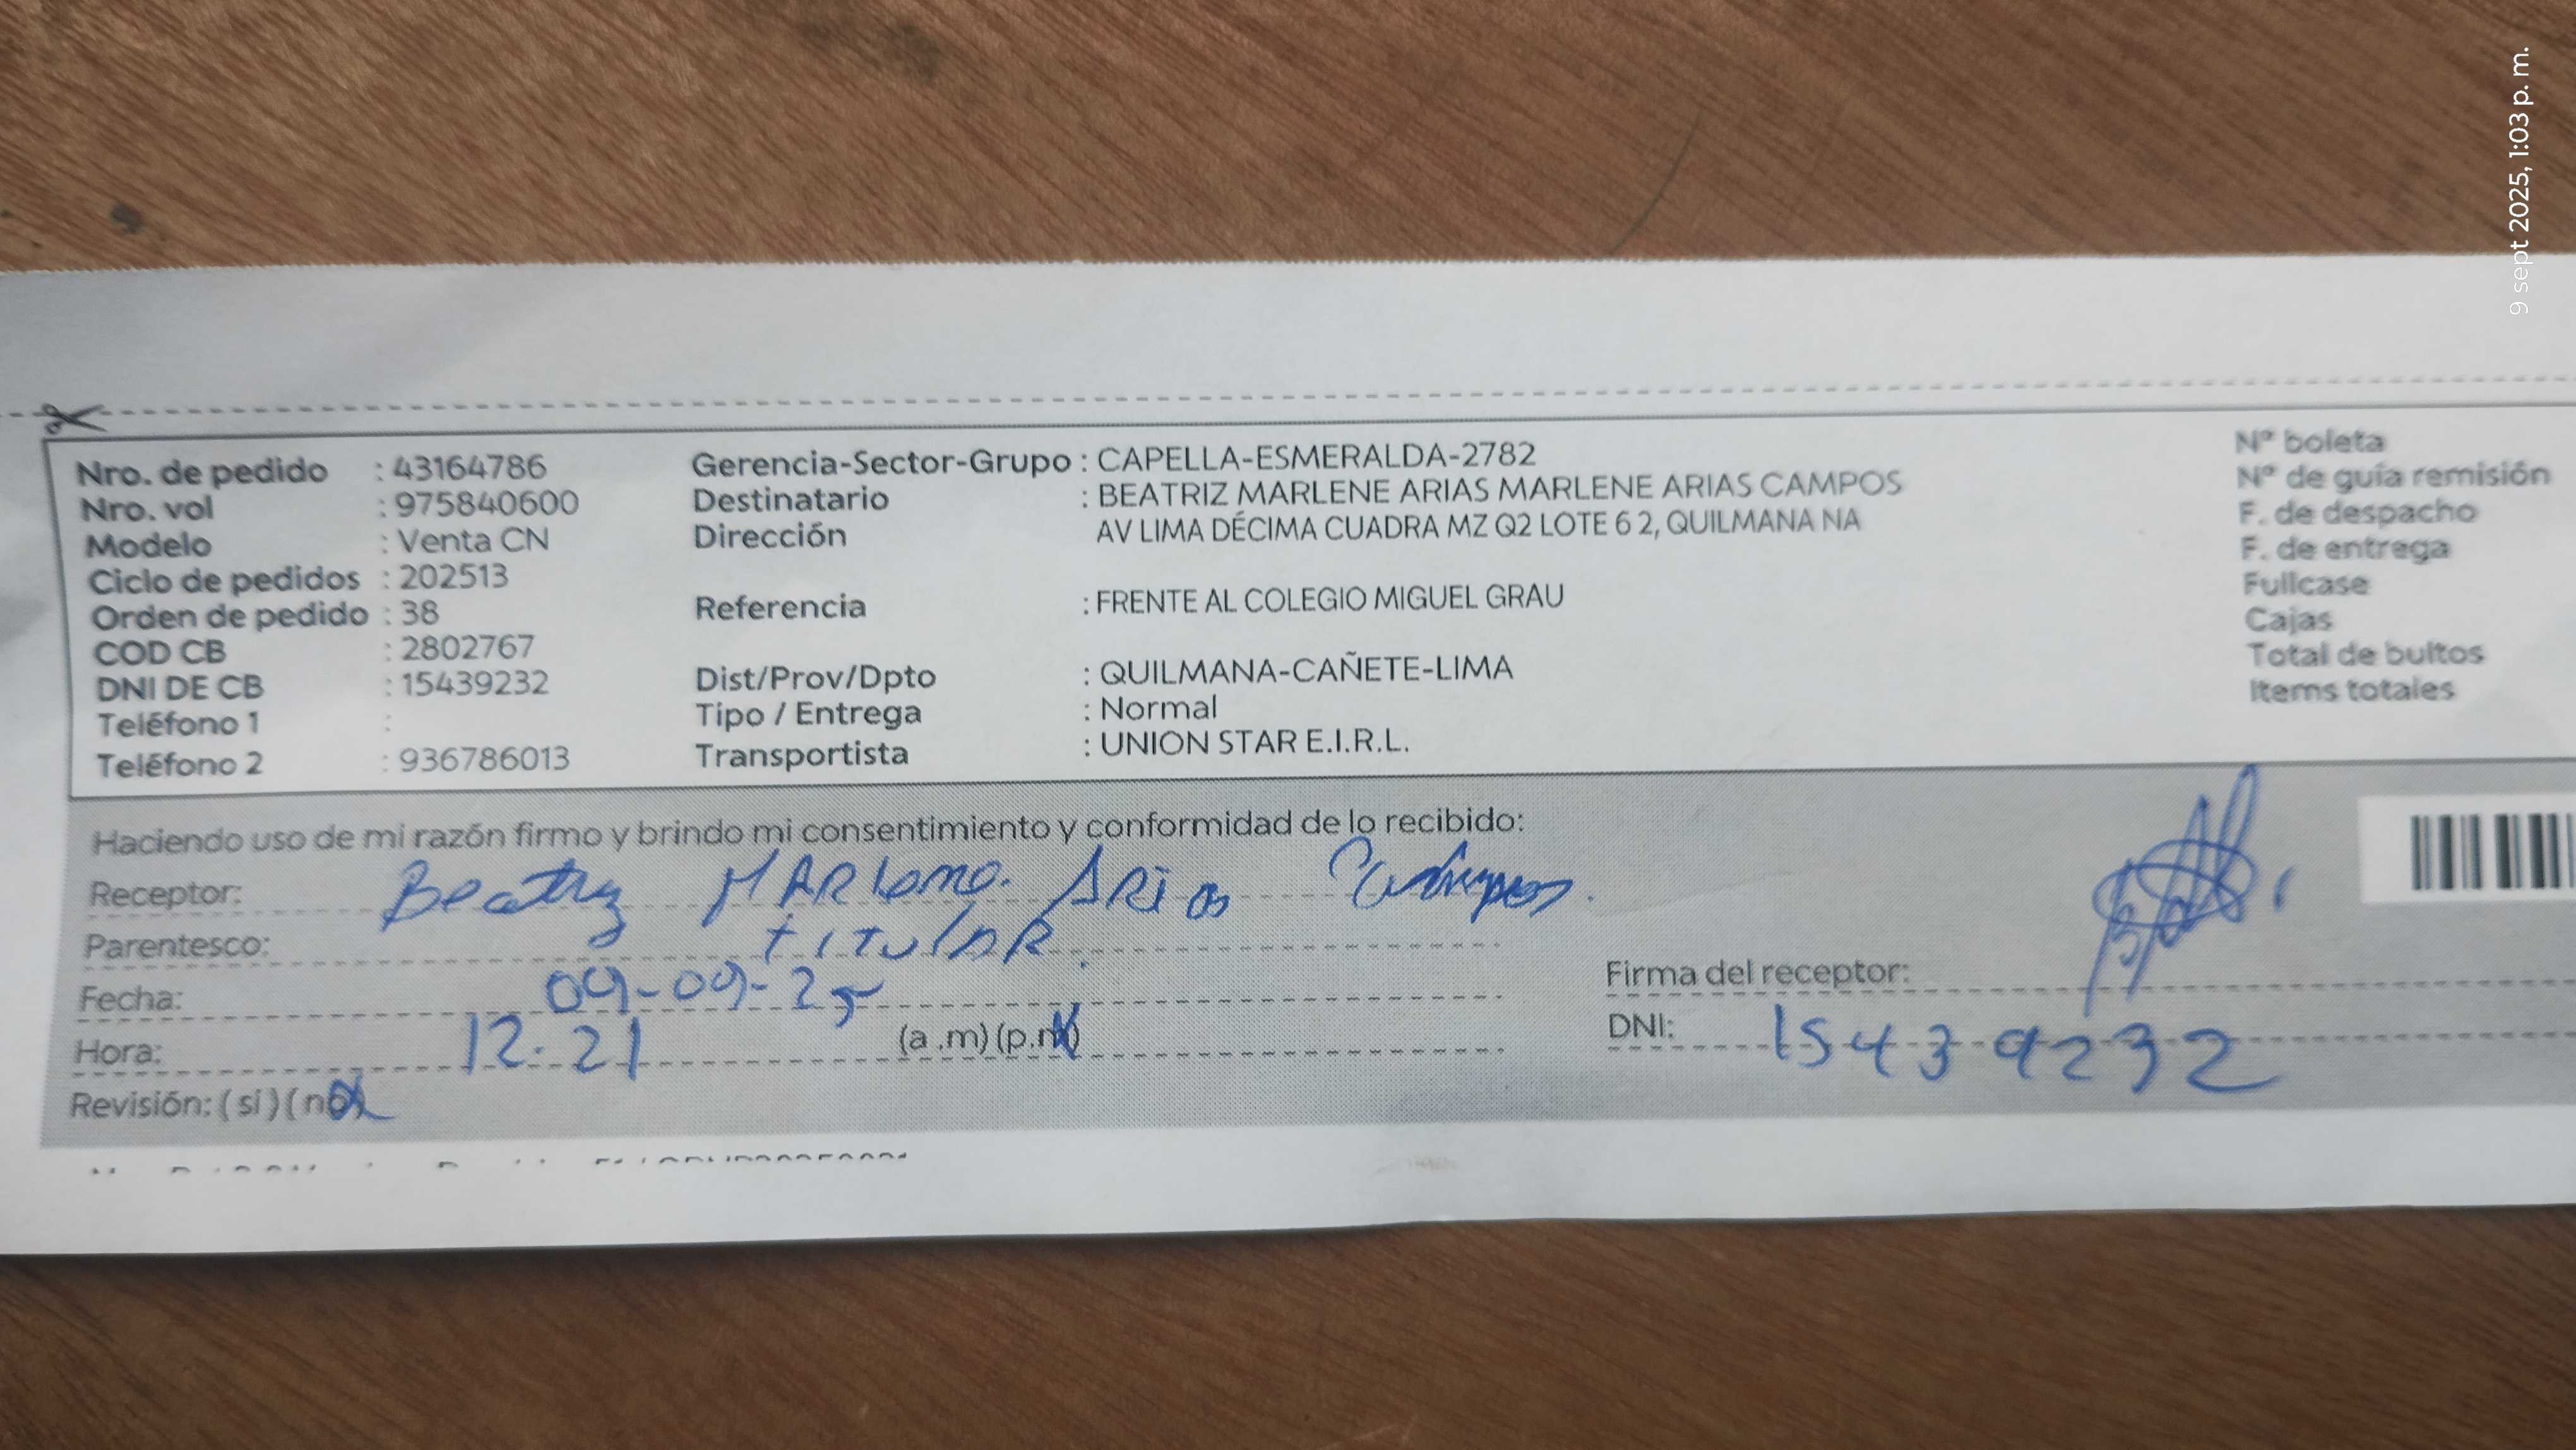 9 sept 2025, 1:03 p. m.
Nro. de pedido : 43164786
Nro. vol : 975840600
Modelo : Venta CN
Ciclo de pedidos : 202513
Orden de pedido : 38
COD CB : 2802767
DNI DE CB : 15439232
Teléfono 1 :
Teléfono 2 : 936786013
Gerencia-Sector-Grupo : CAPELLA-ESMERALDA-2782
Destinatario : BEATRIZ MARLENE ARIAS MARLENE ARIAS CAMPOS
Dirección AV LIMA DÉCIMA CUADRA MZ Q2 LOTE 6 2, QUILMANA NA
Referencia : FRENTE AL COLEGIO MIGUEL GRAU
Dist/Prov/Dpto : QUILMANA-CAÑETE-LIMA
Tipo / Entrega : Normal
Transportista : UNION STAR E.I.R.L.
Nº boleta
Nº de guía remisión
F. de despacho
F. de entrega
Fullcase
Cajas
Total de bultos
Items totales
Haciendo uso de mi razón firmo y brindo mi consentimiento y conformidad de lo recibido:
Receptor: Beatriz MARlene. ARias Campos.
Parentesco: titulAR.
Fecha: 09-09-25
Hora: 12.21 (a .m) (p.m)
Revisión: ( si ) ( no)
Firma del receptor:
DNI: 15439232